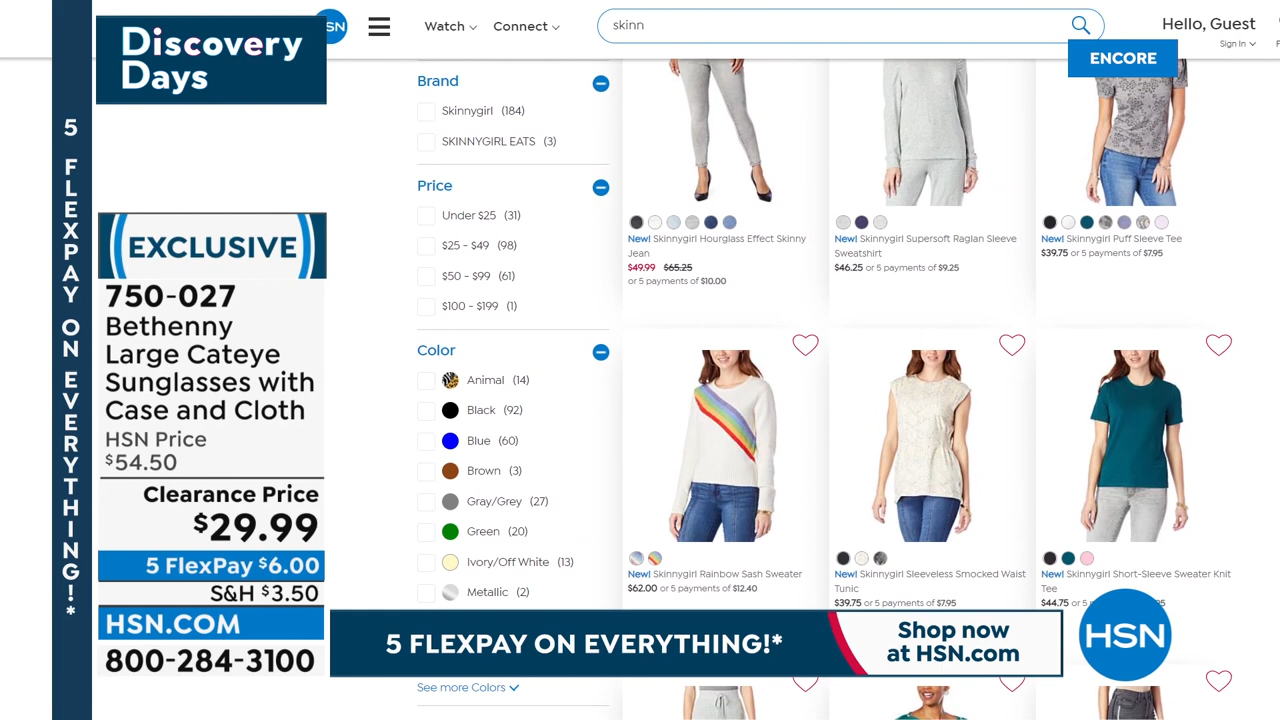 5 FLEXPAY ON EVERYTHING!*
Discovery
Days
EXCLUSIVE
750-027
Bethenny
Large Cateye
Sunglasses with
Case and Cloth
HSN Price
$54.50
Clearance Price
$29.99
5 FlexPay $6.00
S&H $3.50
HSN.COM
800-284-3100
Watch
Connect
skinn
Hello, Guest
Sign In
ENCORE
Brand
Skinnygirl (184)
SKINNYGIRL EATS (3)
Price
Under $25 (31)
$25 - $49 (98)
$50 - $99 (61)
$100 - $199 (1)
Color
Animal (14)
Black (92)
Blue (60)
Brown (3)
Gray/Grey (27)
Green (20)
Ivory/Off White (13)
Metallic (2)
See more Colors
New! Skinnygirl Hourglass Effect Skinny
Jean
$49.99 $65.25
or 5 payments of $10.00
New! Skinnygirl Supersoft Raglan Sleeve
Sweatshirt
$46.25 or 5 payments of $9.25
New! Skinnygirl Puff Sleeve Tee
$39.75 or 5 payments of $7.95
New! Skinnygirl Rainbow Sash Sweater
$62.00 or 5 payments of $12.40
New! Skinnygirl Sleeveless Smocked Waist
Tunic
$39.75 or 5 payments of $7.95
New! Skinnygirl Short-Sleeve Sweater Knit
Tee
$44.75 or 5
5 FLEXPAY ON EVERYTHING!*
Shop now
at HSN.com
HSN